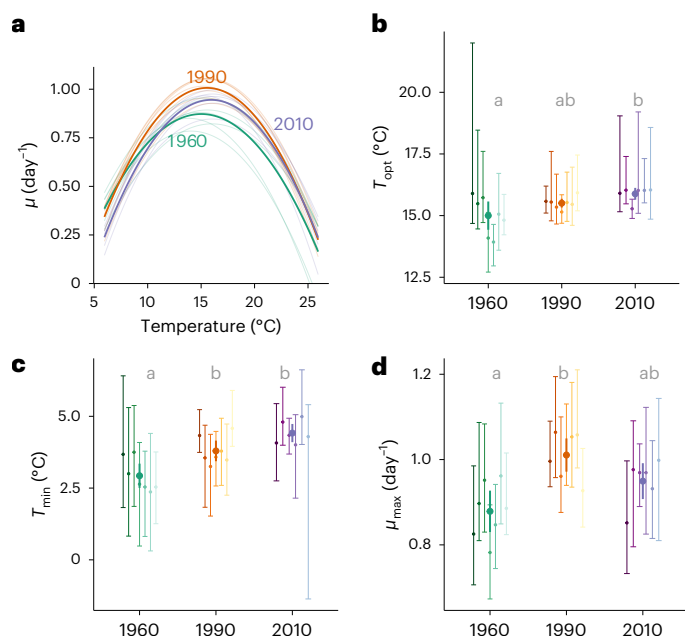 a
1.00
0.75
0.50
0.25
0
μ (day⁻¹)
1990
2010
1960
5
10
15
20
25
Temperature (°C)
b
20.0
17.5
15.0
12.5
T_opt (°C)
a
ab
b
1960
1990
2010
c
5.0
2.5
0
T_min (°C)
a
b
b
1960
1990
2010
d
1.2
1.0
0.8
μ_max (day⁻¹)
a
b
ab
1960
1990
2010